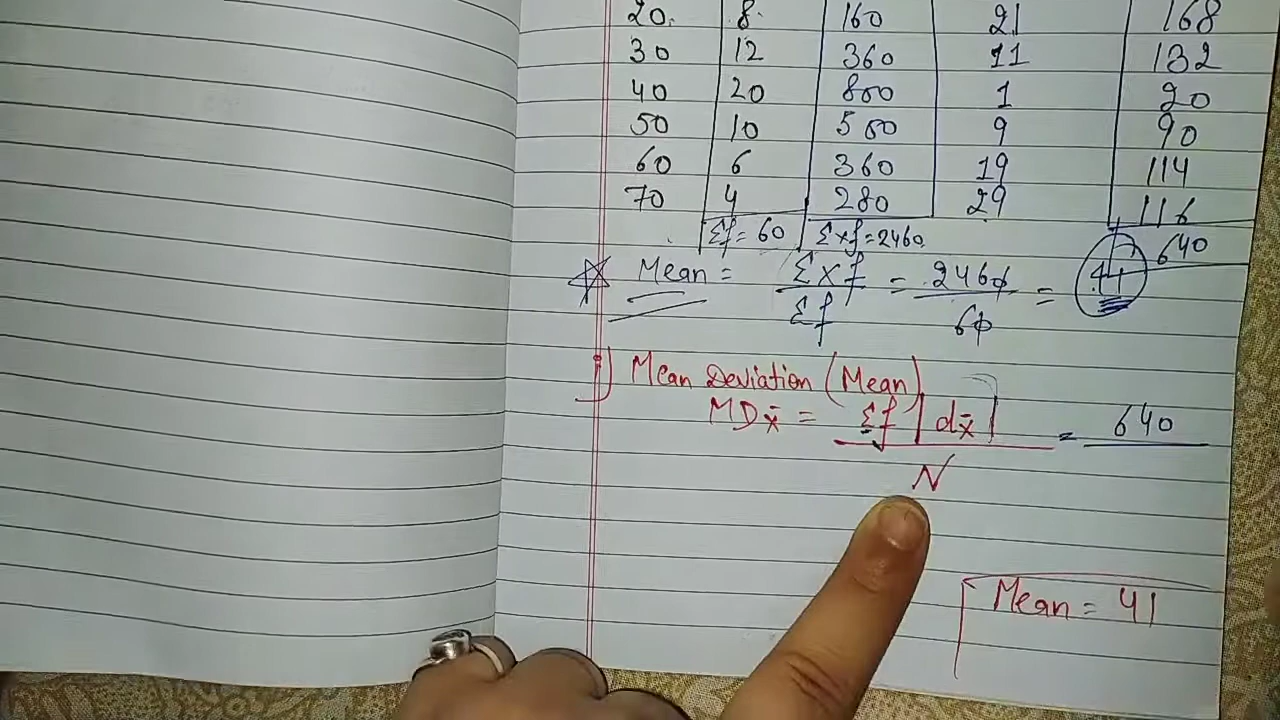 20. 8. 160 21 168
30 12 360 11 132
40 20 800 1 20
50 10 500 9 90
60 6 360 19 114
70 4 280 29 116
Σf = 60 Σxf = 2460. 640
Mean = Σxf / Σf = 2460 / 60 = 41
Mean Deviation (Mean)
MDx̄ = Σf |dx̄| / N = 640
Mean = 41